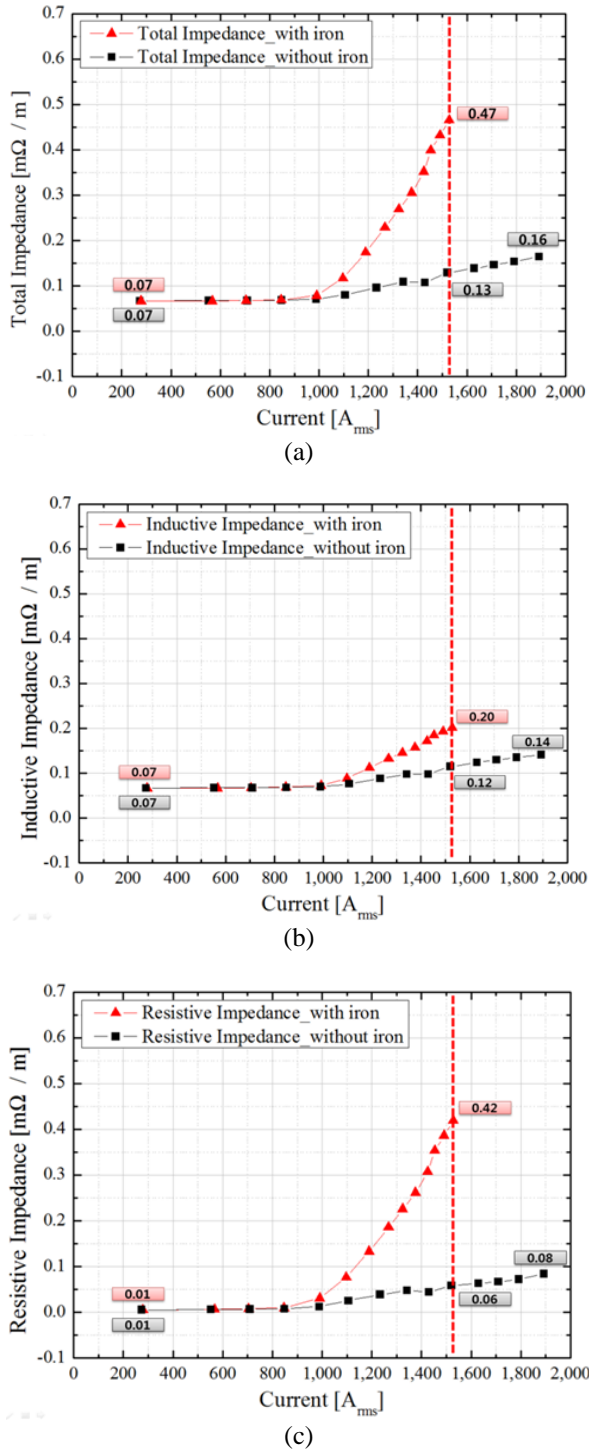 Total Impedance_with iron
Total Impedance_without iron
Total Impedance [mΩ / m]
0.7
0.6
0.5
0.4
0.3
0.2
0.1
0.0
-0.1
0.47
0.16
0.07
0.07
0.13
0 200 400 600 800 1,000 1,200 1,400 1,600 1,800 2,000
Current [Arms]
(a)
Inductive Impedance_with iron
Inductive Impedance_without iron
Inductive Impedance [mΩ / m]
0.7
0.6
0.5
0.4
0.3
0.2
0.1
0.0
-0.1
0.20
0.14
0.07
0.07
0.12
0 200 400 600 800 1,000 1,200 1,400 1,600 1,800 2,000
Current [Arms]
(b)
Resistive Impedance_with iron
Resistive Impedance_without iron
Resistive Impedance [mΩ / m]
0.7
0.6
0.5
0.4
0.3
0.2
0.1
0.0
-0.1
0.42
0.08
0.01
0.01
0.06
0 200 400 600 800 1,000 1,200 1,400 1,600 1,800 2,000
Current [Arms]
(c)